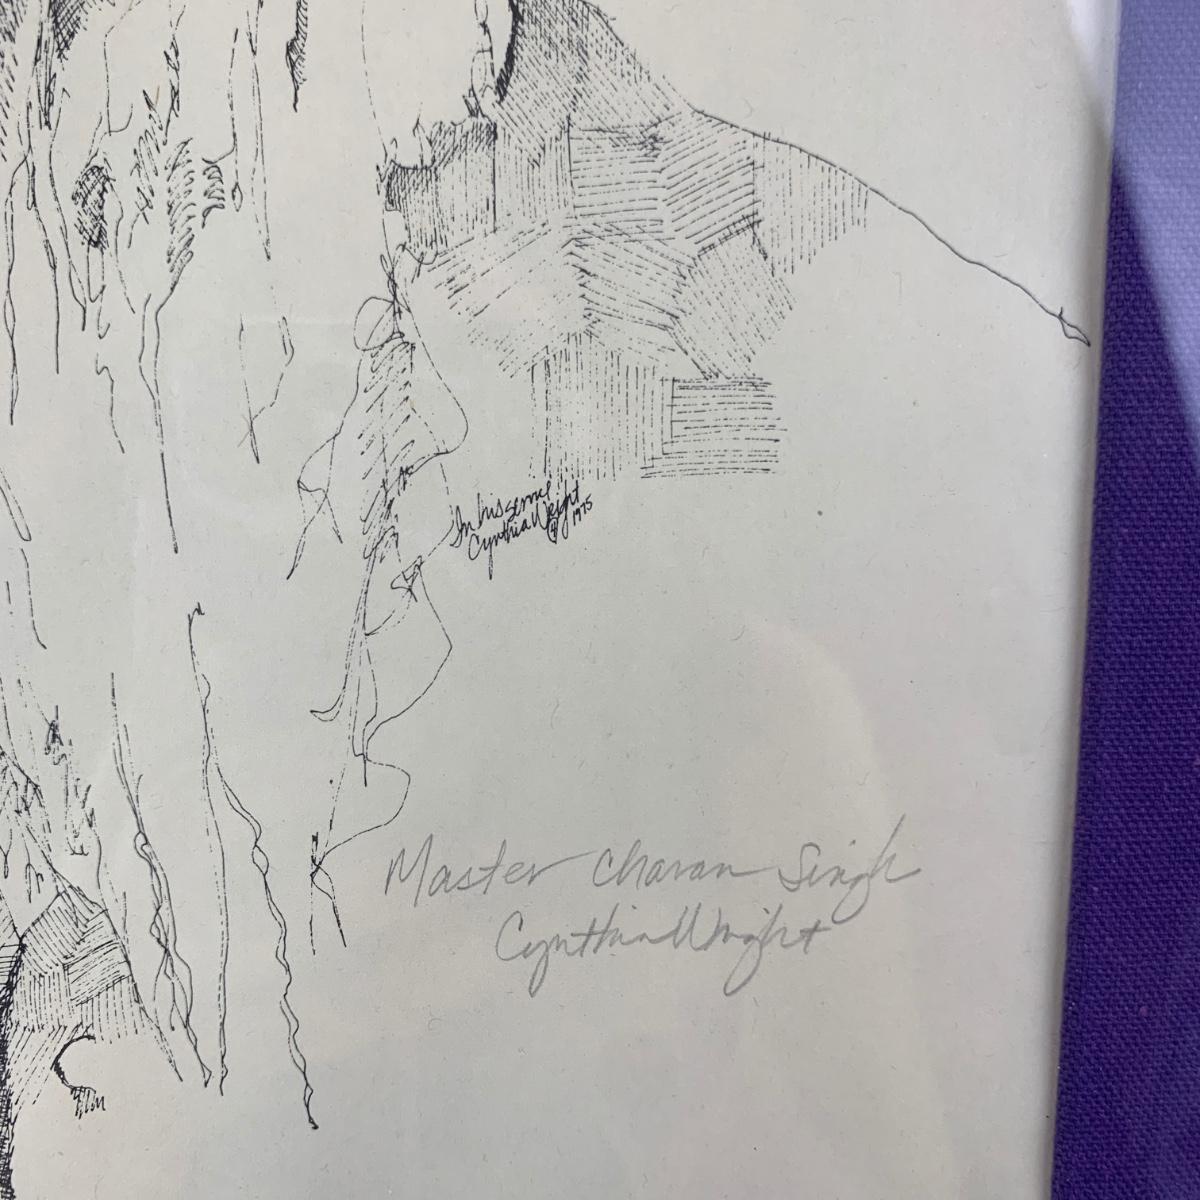 In his service
Cynthia Wright
© 1975
Master Charan Singh
Cynthia Wright